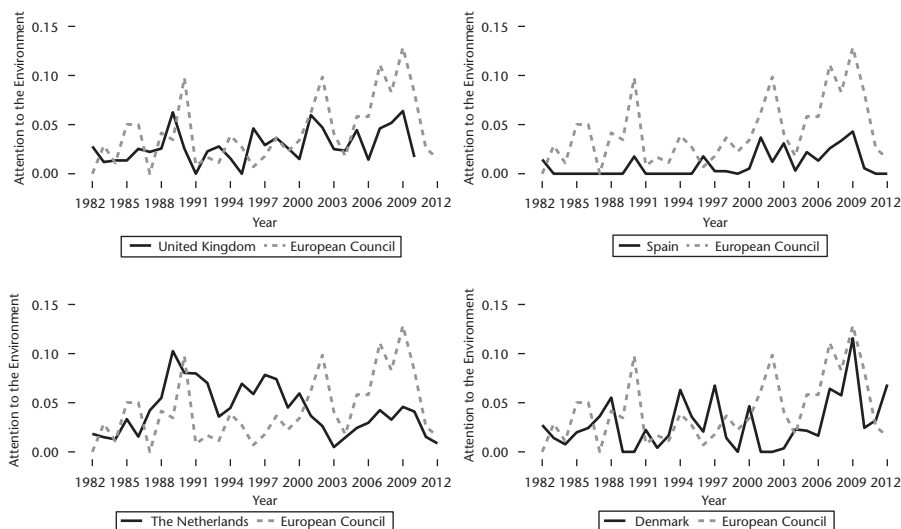 Attention to the Environment
0.15
0.10
0.05
0.00
1982 1985 1988 1991 1994 1997 2000 2003 2006 2009 2012
Year
United Kingdom European Council
Attention to the Environment
0.15
0.10
0.05
0.00
1982 1985 1988 1991 1994 1997 2000 2003 2006 2009 2012
Year
Spain European Council
Attention to the Environment
0.15
0.10
0.05
0.00
1982 1985 1988 1991 1994 1997 2000 2003 2006 2009 2012
Year
The Netherlands European Council
Attention to the Environment
0.15
0.10
0.05
0.00
1982 1985 1988 1991 1994 1997 2000 2003 2006 2009 2012
Year
Denmark European Council